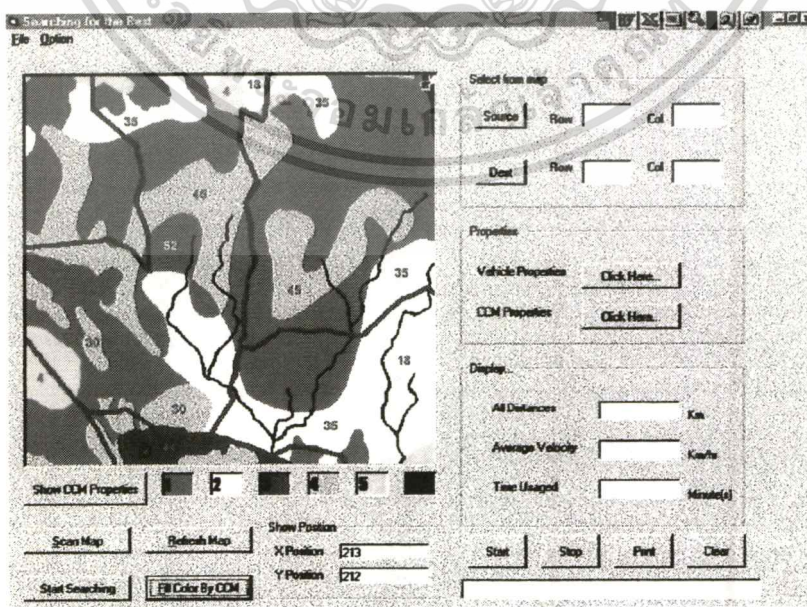 Searching for the Best
File Option
Select from map
Source Row Col
Dest Row Col
Properties
Vehicle Properties Click Here...
CCM Properties Click Here...
Display...
All Distances Km
Average Velocity Km/hr
Time Usaged Minute(s)
Start Stop Print Clear
4 18 35
35
45
52
45
35
30
4
18
30
35
Show CCM Properties 1 2 3 4 5
Scan Map Refresh Map
Show Position
X Position 213
Y Position 212
Start Searching Fill Color By CCM